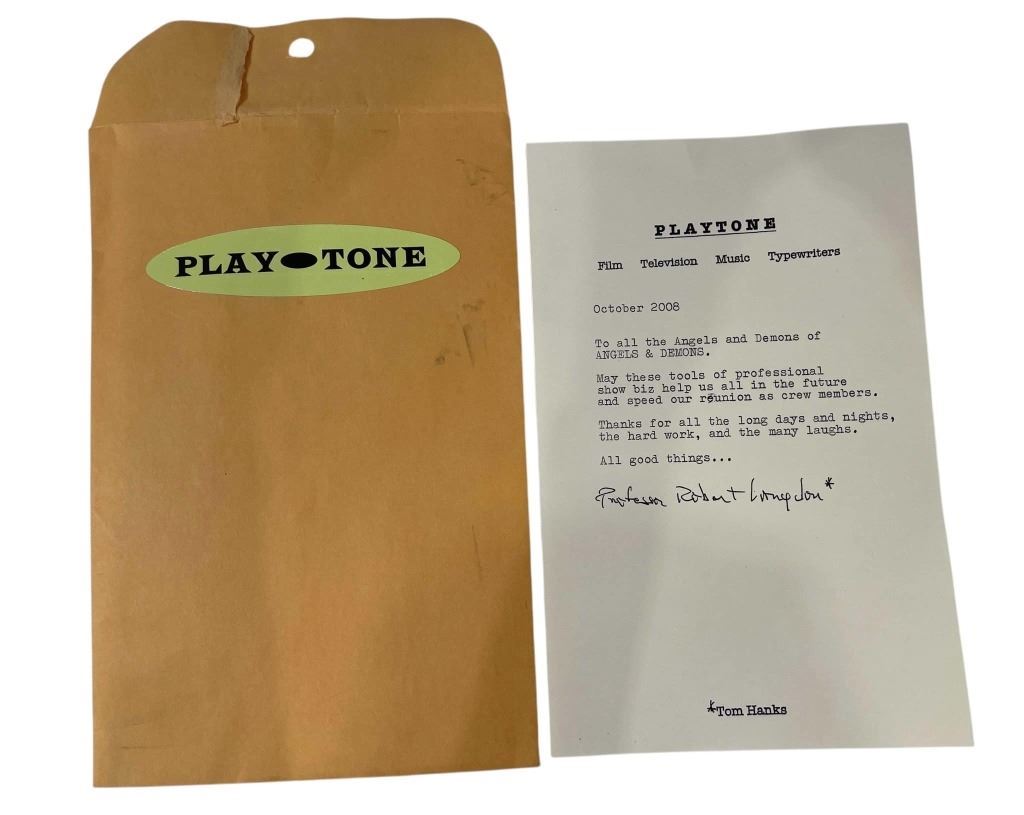 PLAY TONE
PLAYTONE
Film Television Music Typewriters
October 2008
To all the Angels and Demons of
ANGELS & DEMONS.
May these tools of professional
show biz help us all in the future
and speed our reunion as crew members.
Thanks for all the long days and nights,
the hard work, and the many laughs.
All good things...
Professor Robert Langdon*
*Tom Hanks